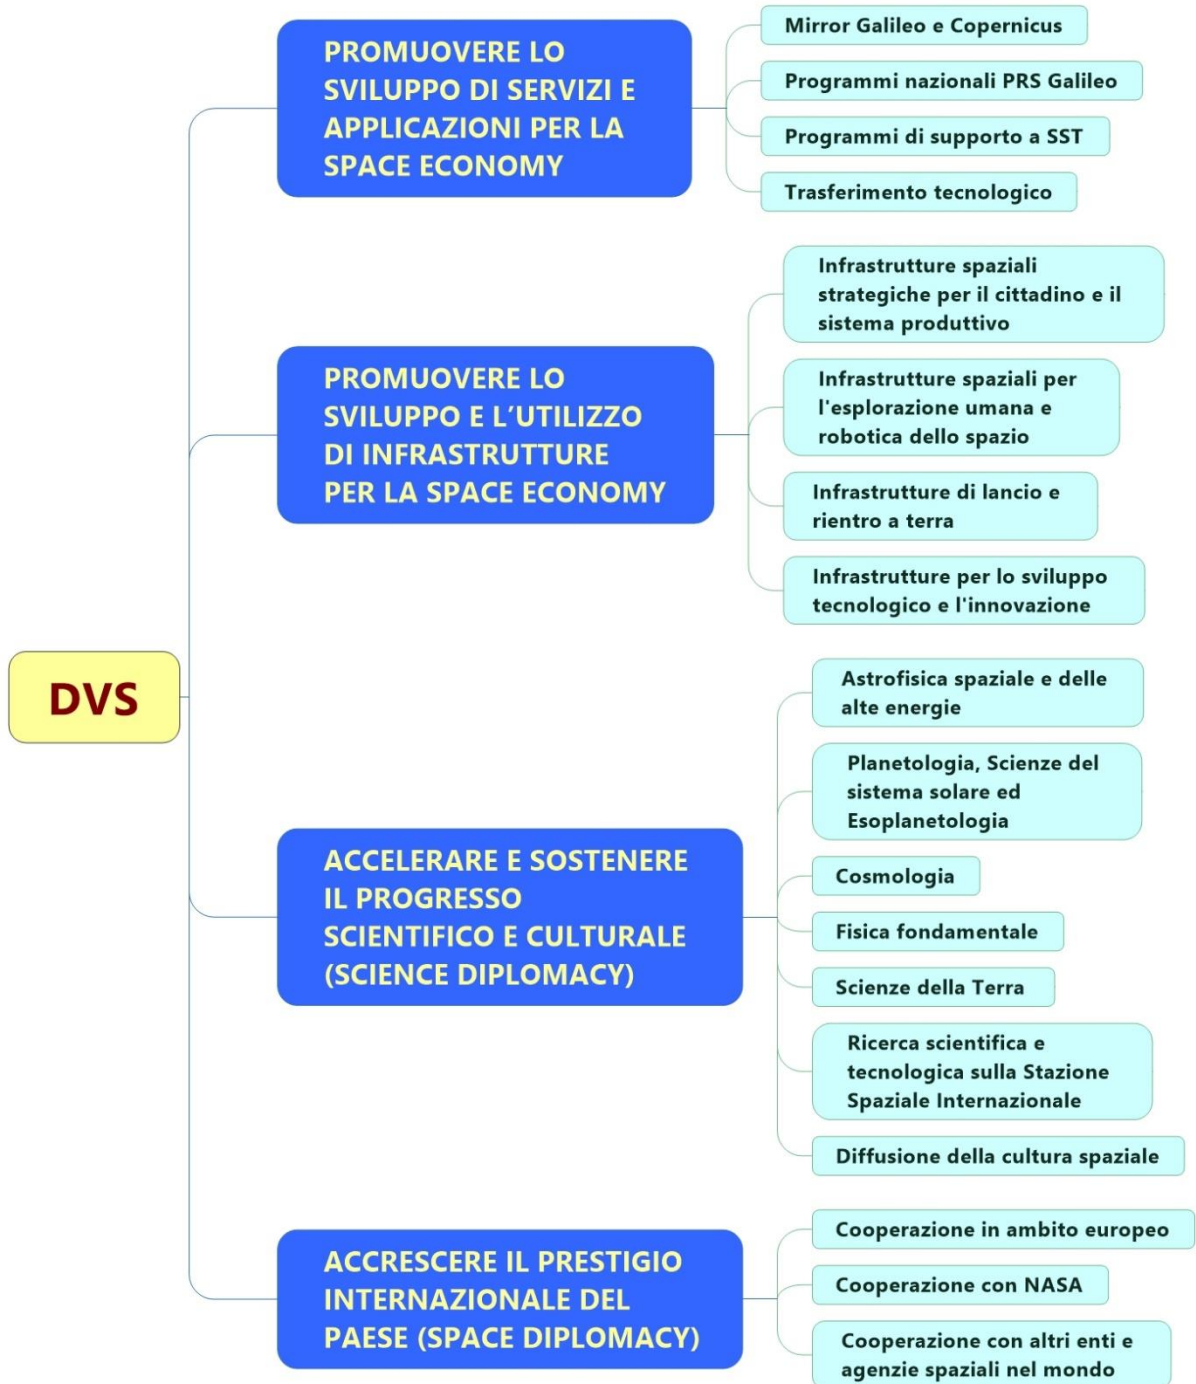 DVS
PROMUOVERE LO
SVILUPPO DI SERVIZI E
APPLICAZIONI PER LA
SPACE ECONOMY
Mirror Galileo e Copernicus
Programmi nazionali PRS Galileo
Programmi di supporto a SST
Trasferimento tecnologico
PROMUOVERE LO
SVILUPPO E L’UTILIZZO
DI INFRASTRUTTURE
PER LA SPACE ECONOMY
Infrastrutture spaziali
strategiche per il cittadino e il
sistema produttivo
Infrastrutture spaziali per
l'esplorazione umana e
robotica dello spazio
Infrastrutture di lancio e
rientro a terra
Infrastrutture per lo sviluppo
tecnologico e l'innovazione
ACCELERARE E SOSTENERE
IL PROGRESSO
SCIENTIFICO E CULTURALE
(SCIENCE DIPLOMACY)
Astrofisica spaziale e delle
alte energie
Planetologia, Scienze del
sistema solare ed
Esoplanetologia
Cosmologia
Fisica fondamentale
Scienze della Terra
Ricerca scientifica e
tecnologica sulla Stazione
Spaziale Internazionale
Diffusione della cultura spaziale
ACCRESCERE IL PRESTIGIO
INTERNAZIONALE DEL
PAESE (SPACE DIPLOMACY)
Cooperazione in ambito europeo
Cooperazione con NASA
Cooperazione con altri enti e
agenzie spaziali nel mondo